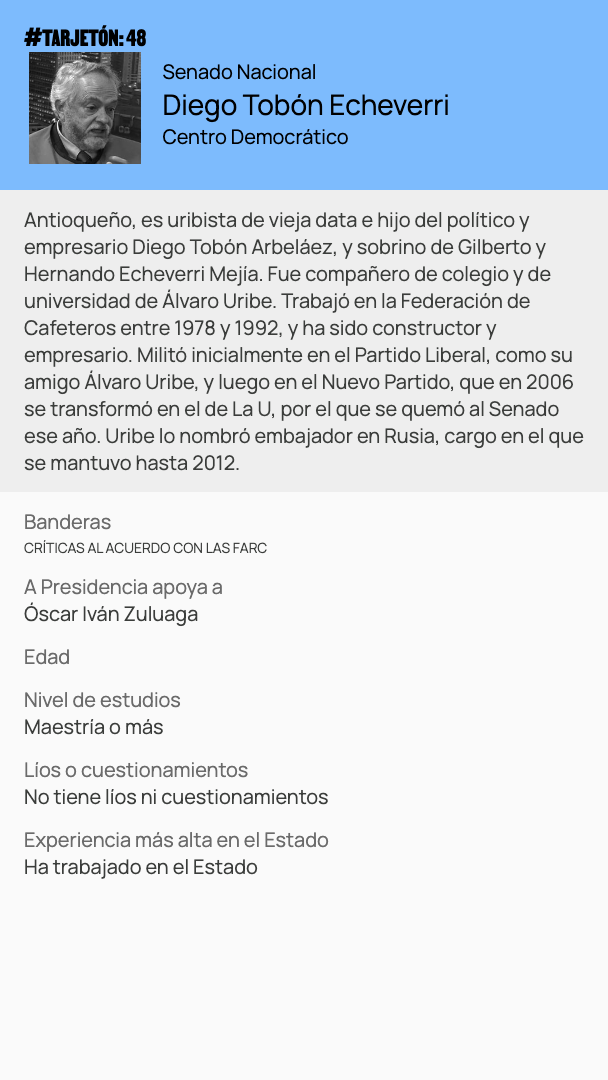 #TARJETÓN: 48
Senado Nacional
Diego Tobón Echeverri
Centro Democrático
Antioqueño, es uribista de vieja data e hijo del político y
empresario Diego Tobón Arbeláez, y sobrino de Gilberto y
Hernando Echeverri Mejía. Fue compañero de colegio y de
universidad de Álvaro Uribe. Trabajó en la Federación de
Cafeteros entre 1978 y 1992, y ha sido constructor y
empresario. Militó inicialmente en el Partido Liberal, como su
amigo Álvaro Uribe, y luego en el Nuevo Partido, que en 2006
se transformó en el de La U, por el que se quemó al Senado
ese año. Uribe lo nombró embajador en Rusia, cargo en el que
se mantuvo hasta 2012.
Banderas
CRÍTICAS AL ACUERDO CON LAS FARC
A Presidencia apoya a
Óscar Iván Zuluaga
Edad
Nivel de estudios
Maestría o más
Líos o cuestionamientos
No tiene líos ni cuestionamientos
Experiencia más alta en el Estado
Ha trabajado en el Estado